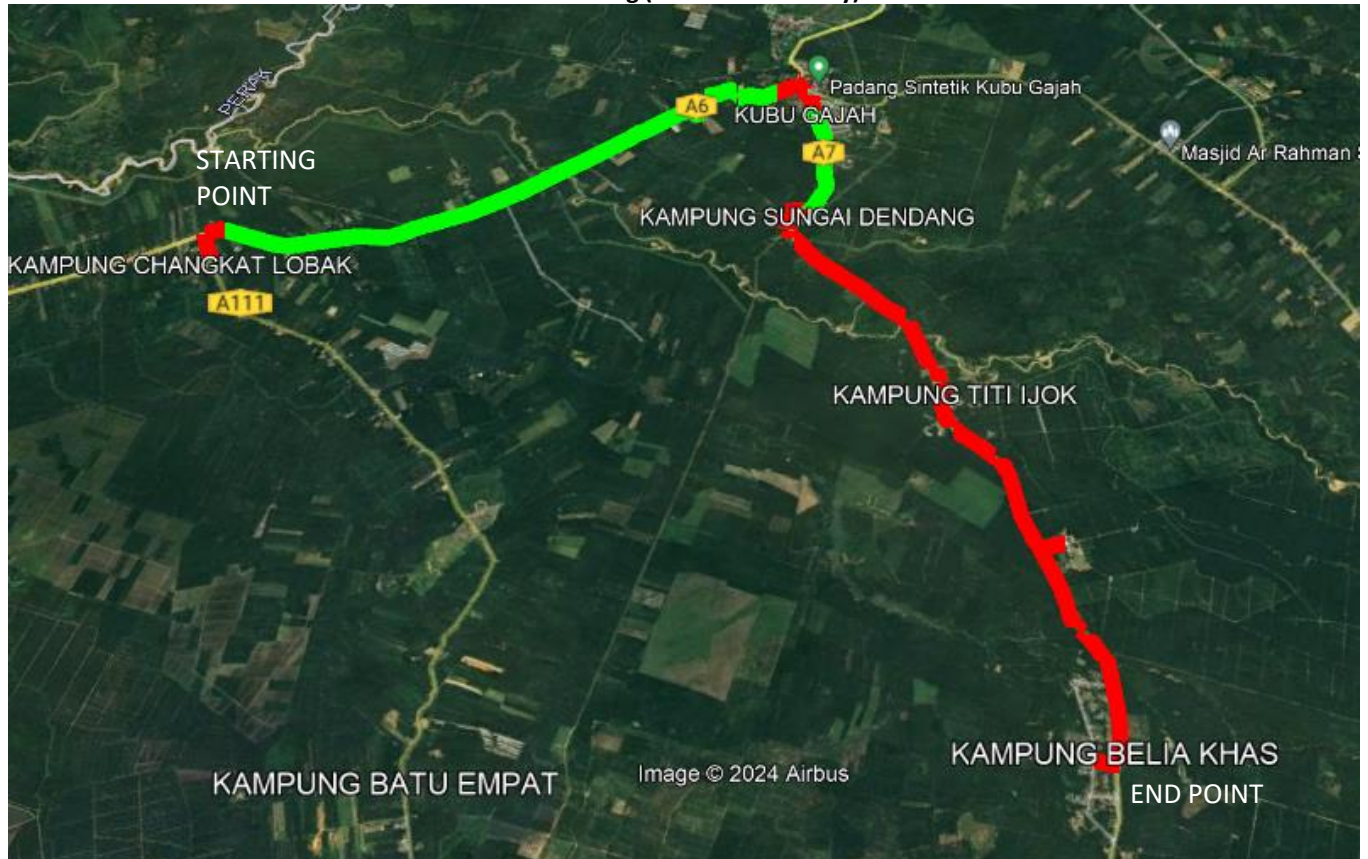 PERAK
Padang Sintetik Kubu Gajah
A6
KUBU GAJAH
A7
Masjid Ar Rahman
STARTING
POINT
KAMPUNG SUNGAI DENDANG
KAMPUNG CHANGKAT LOBAK
A111
KAMPUNG TITI IJOK
KAMPUNG BELIA KHAS
KAMPUNG BATU EMPAT
Image © 2024 Airbus
END POINT